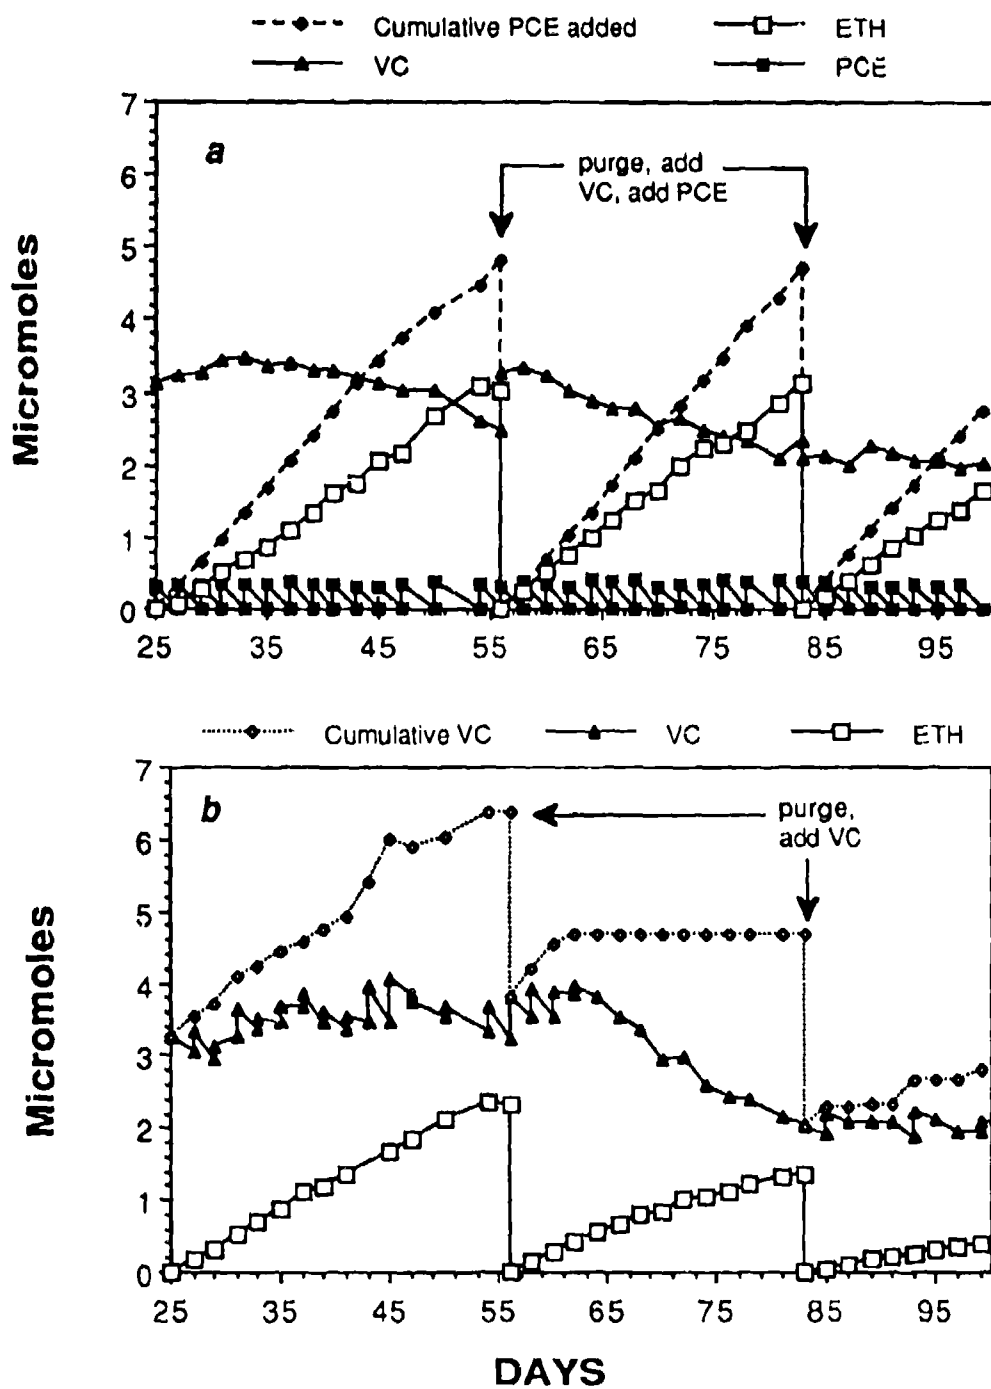 Cumulative PCE added ETH
VC PCE
7
a
purge, add
VC, add PCE
6
5
4
3
2
1
0
Micromoles
25 35 45 55 65 75 85 95
Cumulative VC VC ETH
7
b
purge,
add VC
6
5
4
3
2
1
0
Micromoles
25 35 45 55 65 75 85 95
DAYS